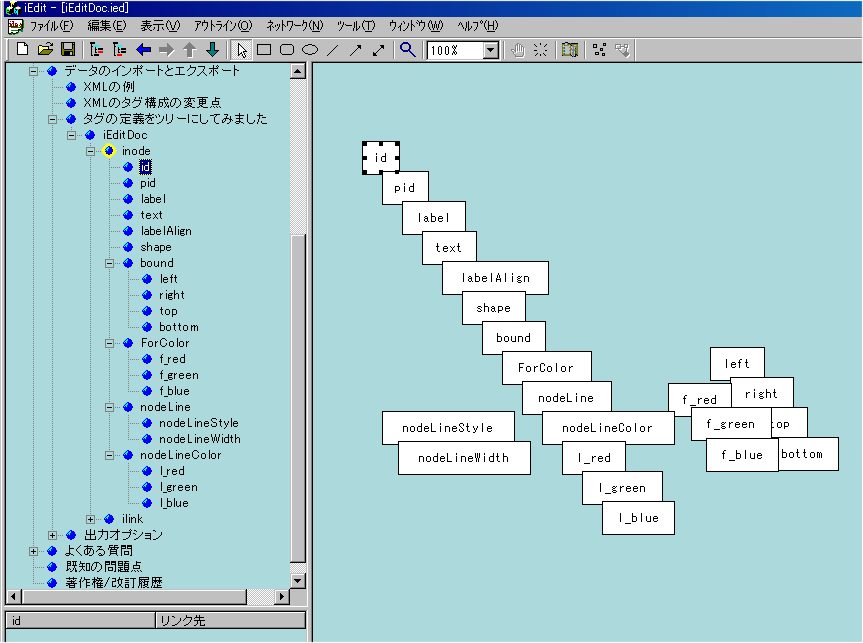 iEdit - [iEditDoc.ied]
ファイル(F) 編集(E) 表示(V) アウトライン(O) ネットワーク(N) ツール(T) ウィンドウ(W) ヘルプ(H)
100%
データのインポートとエクスポート
XMLの例
XMLのタグ構成の変更点
タグの定義をツリーにしてみました
iEditDoc
inode
id
pid
label
text
labelAlign
shape
bound
left
right
top
bottom
ForColor
f_red
f_green
f_blue
nodeLine
nodeLineStyle
nodeLineWidth
nodeLineColor
l_red
l_green
l_blue
ilink
出力オプション
よくある質問
既知の問題点
著作権/改訂履歴
id リンク先
id
pid
label
text
labelAlign
shape
bound
ForColor
nodeLine
nodeLineStyle
nodeLineColor
nodeLineWidth
l_red
l_green
l_blue
left
f_red
right
f_green
top
f_blue
bottom